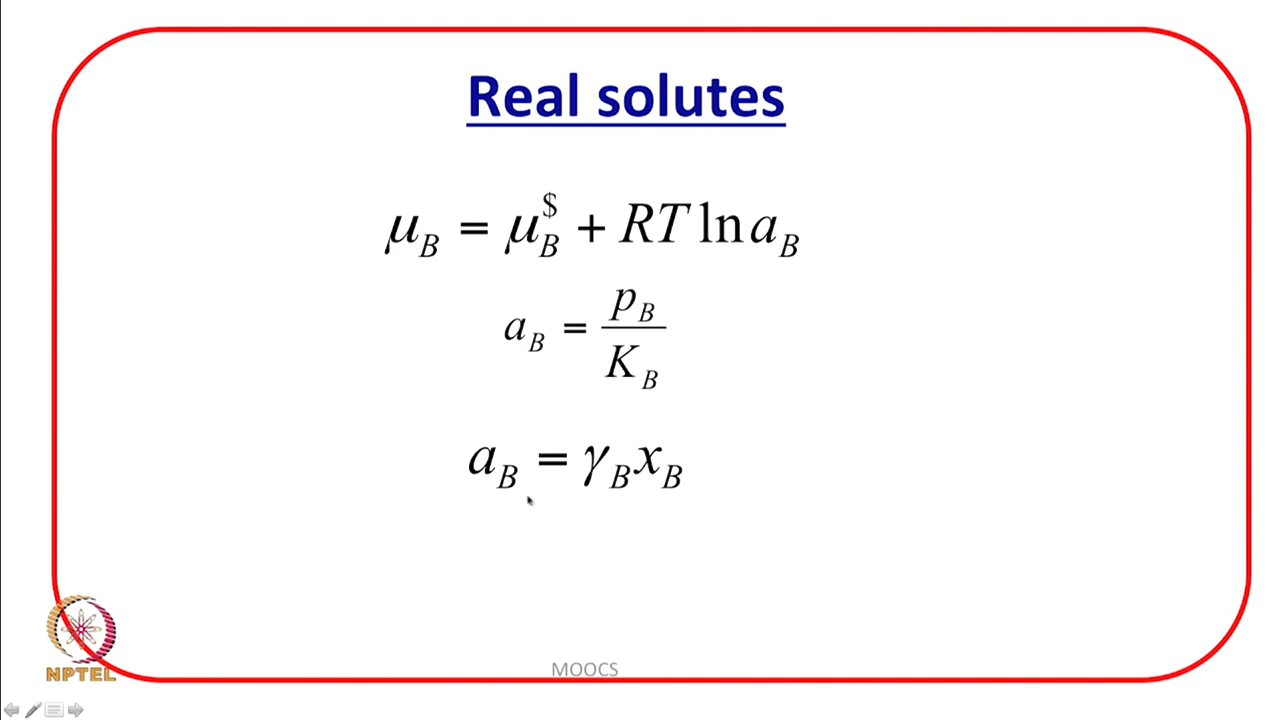 Real solutes
μ_B = μ_B^$ + RT ln a_B
a_B = p_B / K_B
a_B = γ_B x_B
NPTEL
MOOCS